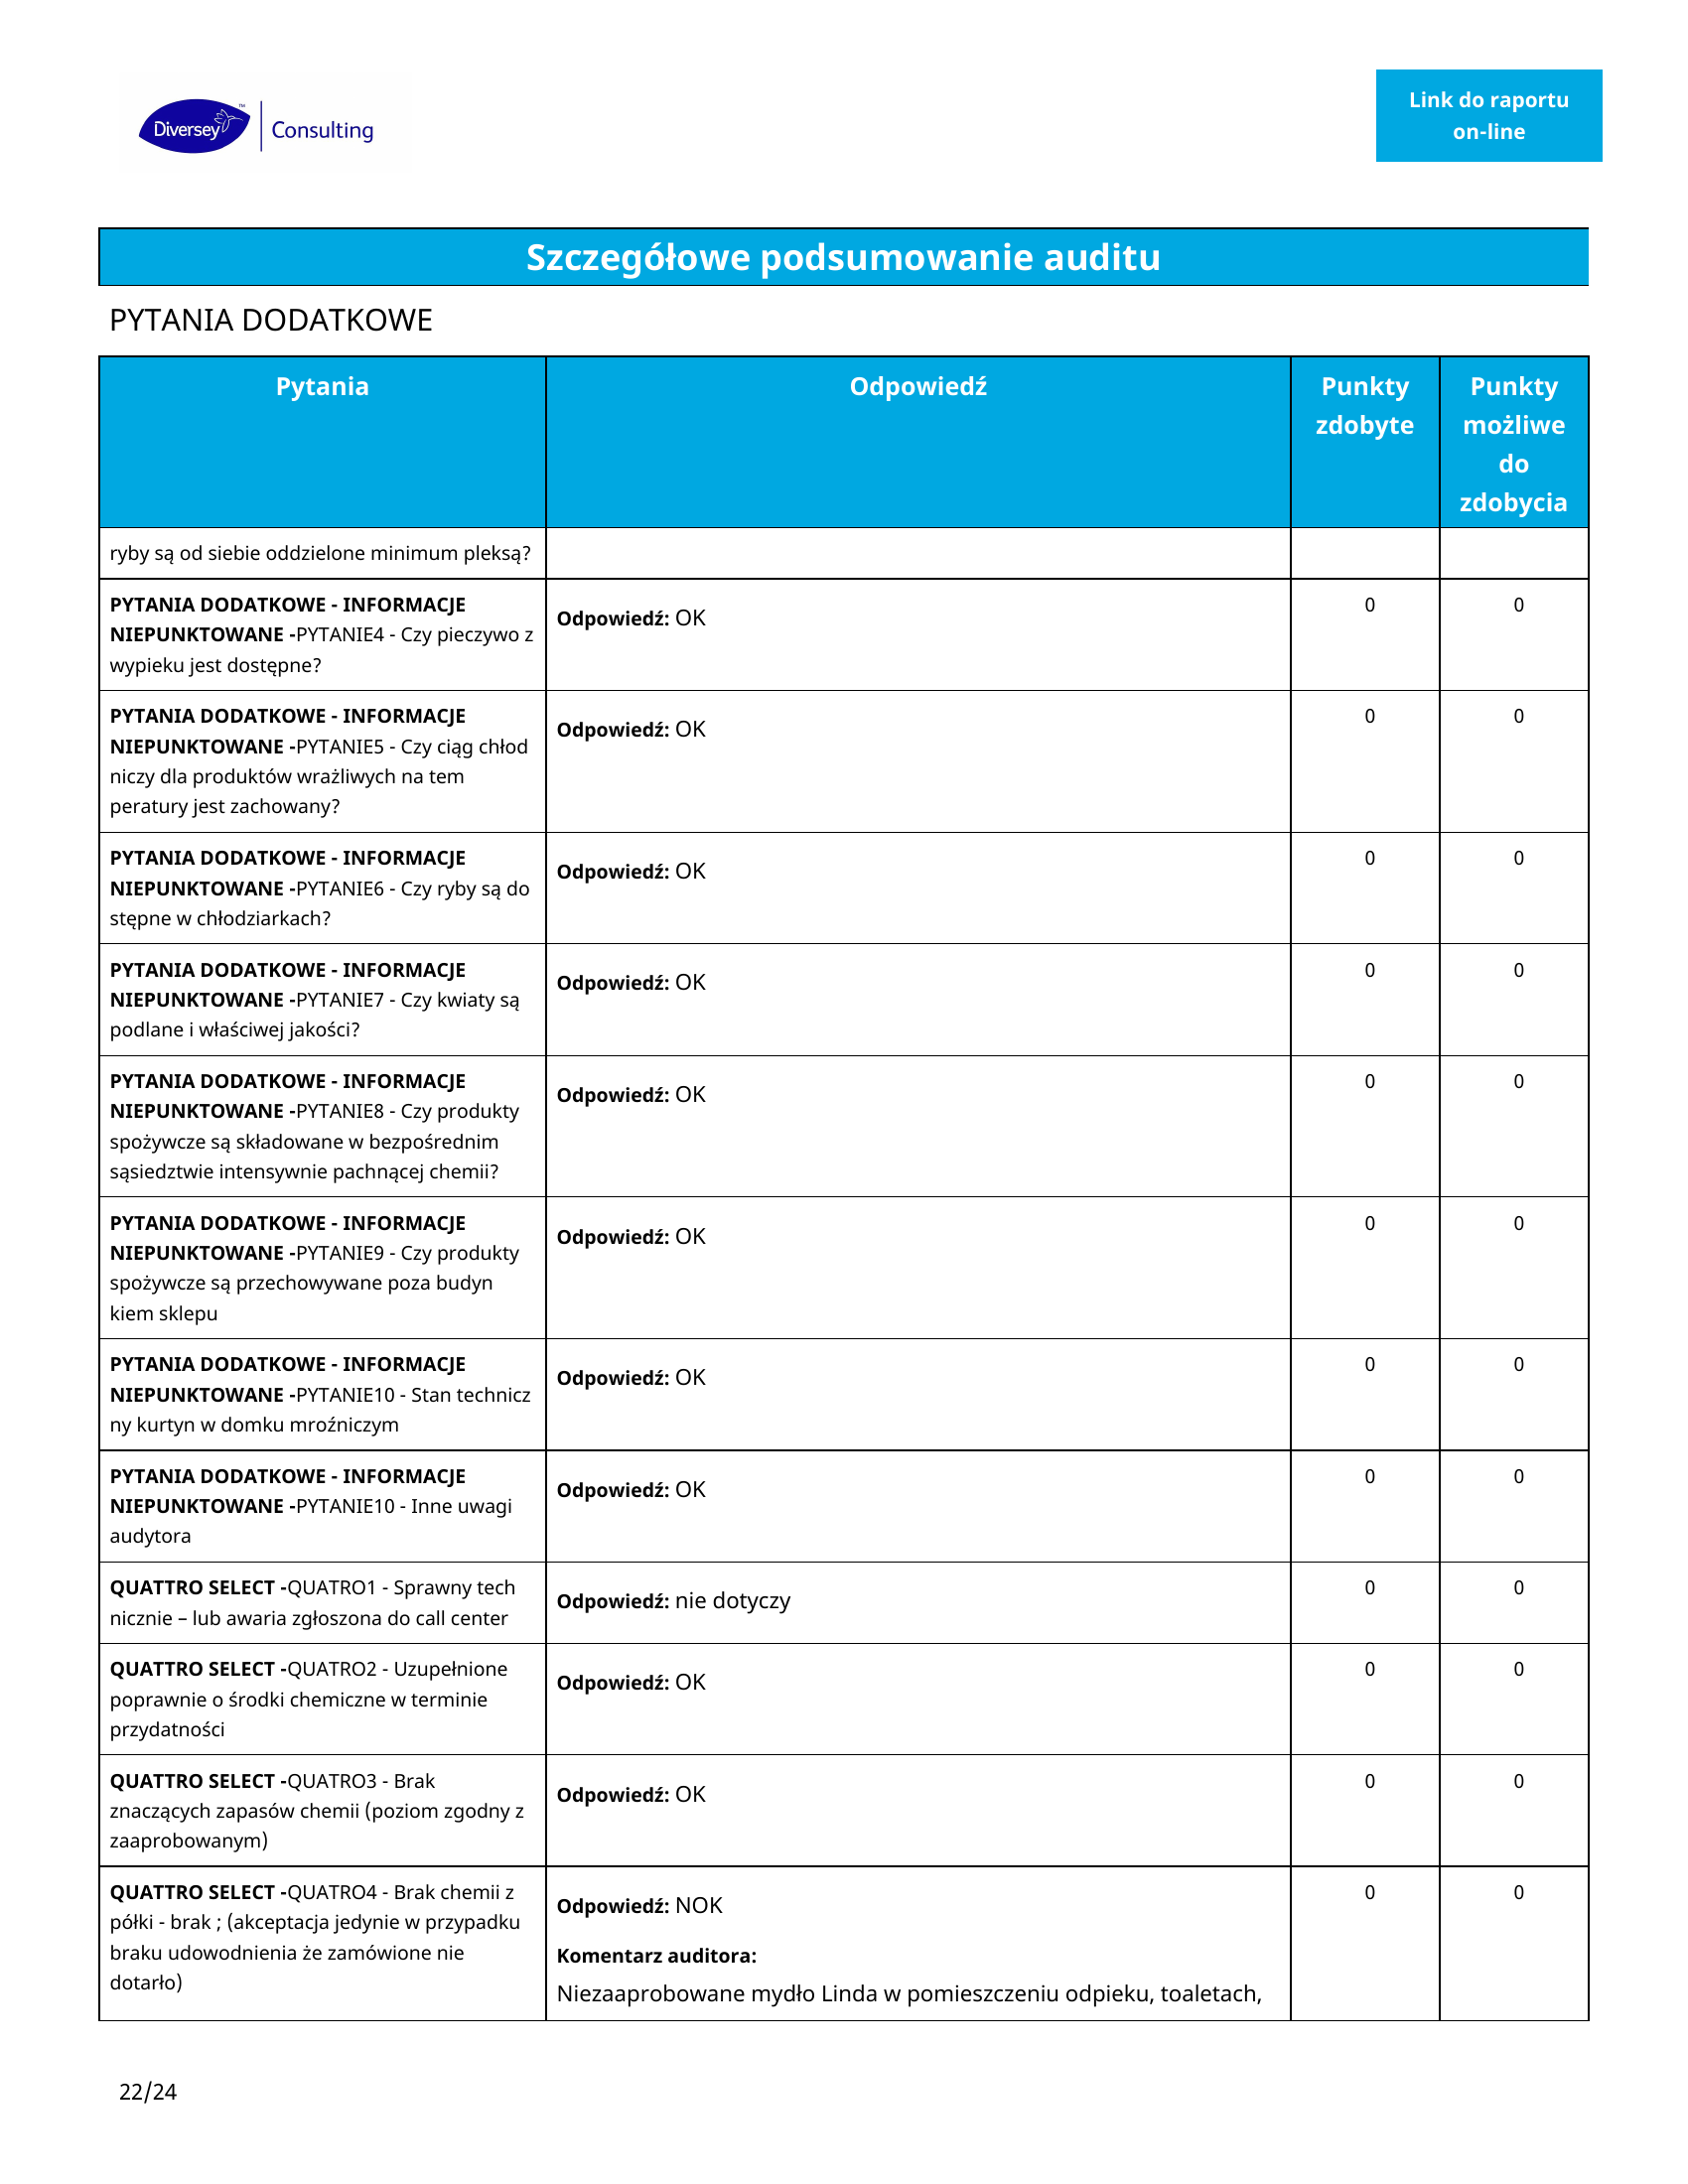 Diversey
TM
Consulting
Link do raportu
on-line
Szczegółowe podsumowanie auditu
PYTANIA DODATKOWE
Pytania
Odpowiedź
Punkty
zdobyte
Punkty
możliwe
do
zdobycia
ryby są od siebie oddzielone minimum pleksą?
PYTANIA DODATKOWE - INFORMACJE
NIEPUNKTOWANE -PYTANIE4 - Czy pieczywo z
wypieku jest dostępne?
Odpowiedź: OK
0
0
PYTANIA DODATKOWE - INFORMACJE
NIEPUNKTOWANE -PYTANIE5 - Czy ciąg chłod
niczy dla produktów wrażliwych na tem
peratury jest zachowany?
Odpowiedź: OK
0
0
PYTANIA DODATKOWE - INFORMACJE
NIEPUNKTOWANE -PYTANIE6 - Czy ryby są do
stępne w chłodziarkach?
Odpowiedź: OK
0
0
PYTANIA DODATKOWE - INFORMACJE
NIEPUNKTOWANE -PYTANIE7 - Czy kwiaty są
podlane i właściwej jakości?
Odpowiedź: OK
0
0
PYTANIA DODATKOWE - INFORMACJE
NIEPUNKTOWANE -PYTANIE8 - Czy produkty
spożywcze są składowane w bezpośrednim
sąsiedztwie intensywnie pachnącej chemii?
Odpowiedź: OK
0
0
PYTANIA DODATKOWE - INFORMACJE
NIEPUNKTOWANE -PYTANIE9 - Czy produkty
spożywcze są przechowywane poza budyn
kiem sklepu
Odpowiedź: OK
0
0
PYTANIA DODATKOWE - INFORMACJE
NIEPUNKTOWANE -PYTANIE10 - Stan technicz
ny kurtyn w domku mroźniczym
Odpowiedź: OK
0
0
PYTANIA DODATKOWE - INFORMACJE
NIEPUNKTOWANE -PYTANIE10 - Inne uwagi
audytora
Odpowiedź: OK
0
0
QUATTRO SELECT -QUATRO1 - Sprawny tech
nicznie – lub awaria zgłoszona do call center
Odpowiedź: nie dotyczy
0
0
QUATTRO SELECT -QUATRO2 - Uzupełnione
poprawnie o środki chemiczne w terminie
przydatności
Odpowiedź: OK
0
0
QUATTRO SELECT -QUATRO3 - Brak
znaczących zapasów chemii (poziom zgodny z
zaaprobowanym)
Odpowiedź: OK
0
0
QUATTRO SELECT -QUATRO4 - Brak chemii z
półki - brak ; (akceptacja jedynie w przypadku
braku udowodnienia że zamówione nie
dotarło)
Odpowiedź: NOK
Komentarz auditora:
Niezaaprobowane mydło Linda w pomieszczeniu odpieku, toaletach,
0
0
22/24